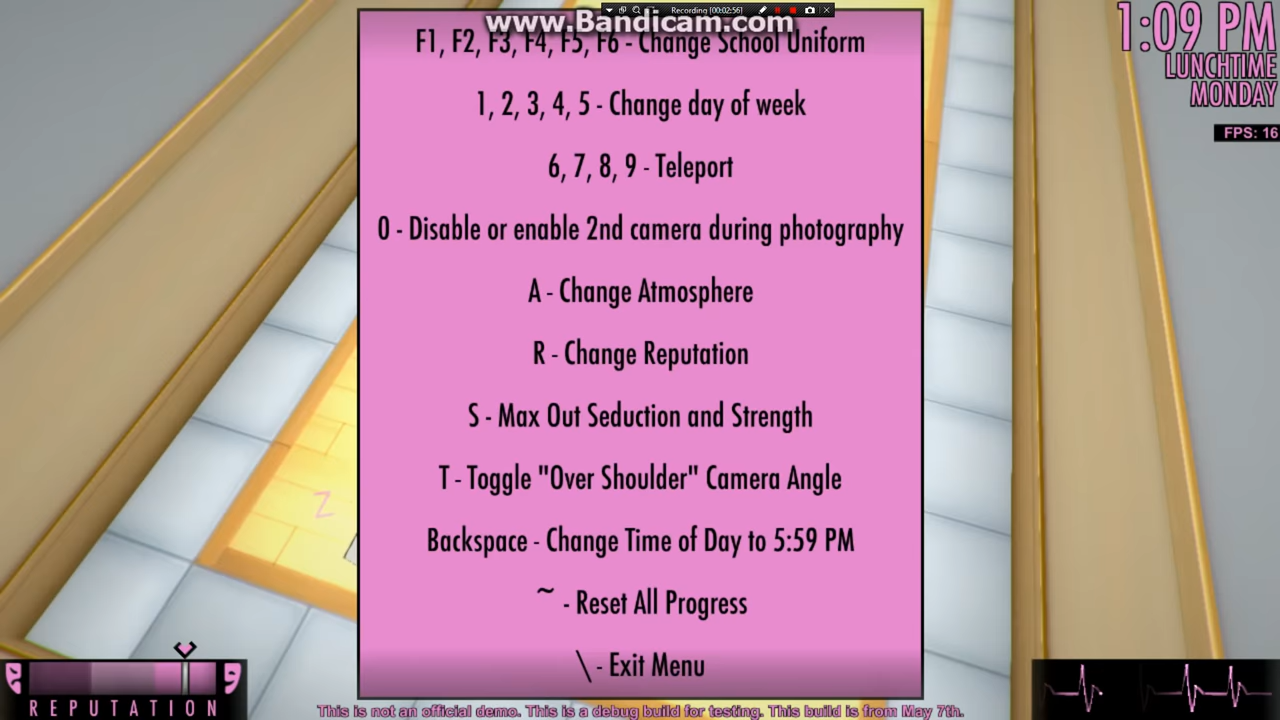 Recording [00:02:56]
www.Bandicam.com
F1, F2, F3, F4, F5, F6 - Change School Uniform
1, 2, 3, 4, 5 - Change day of week
6, 7, 8, 9 - Teleport
0 - Disable or enable 2nd camera during photography
A - Change Atmosphere
R - Change Reputation
S - Max Out Seduction and Strength
T - Toggle "Over Shoulder" Camera Angle
Backspace - Change Time of Day to 5:59 PM
~ - Reset All Progress
\ - Exit Menu
1:09 PM
LUNCHTIME
MONDAY
FPS: 16
Z
REPUTATION
This is not an official demo. This is a debug build for testing. This build is from May 7th.